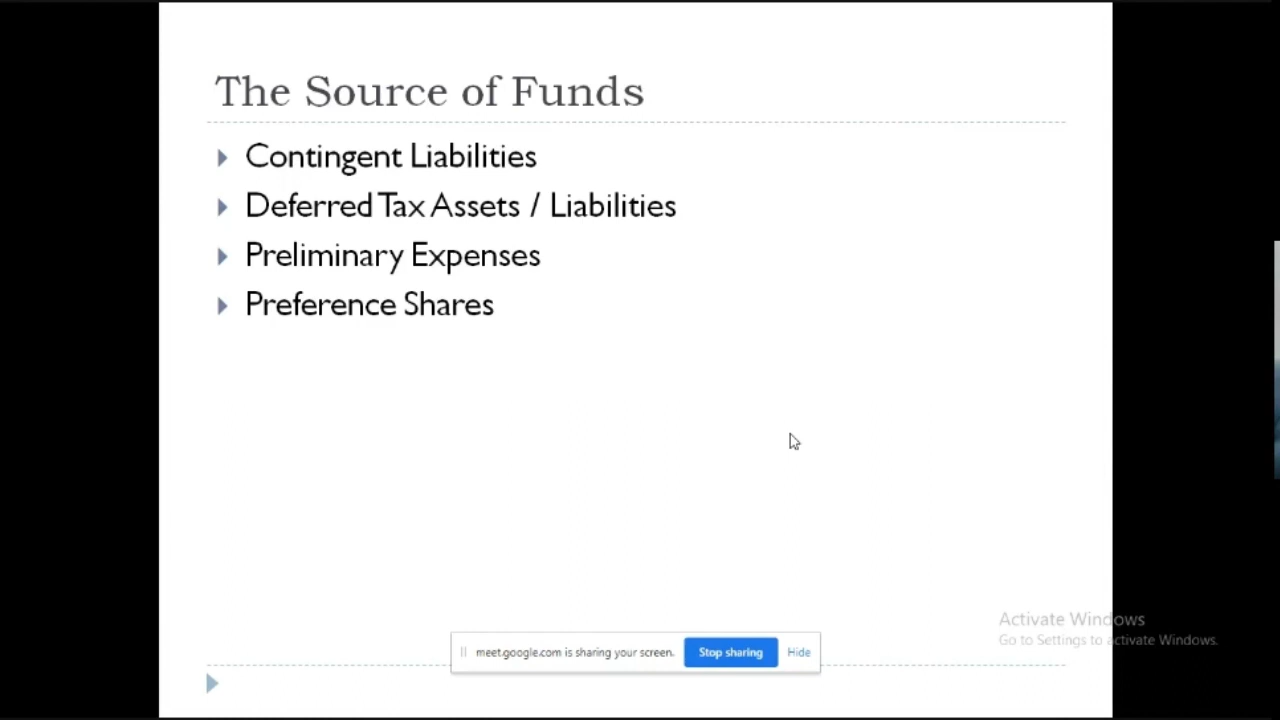 The Source of Funds
Contingent Liabilities
Deferred Tax Assets / Liabilities
Preliminary Expenses
Preference Shares
Activate Windows
Go to Settings to activate Windows.
meet.google.com is sharing your screen. Stop sharing Hide